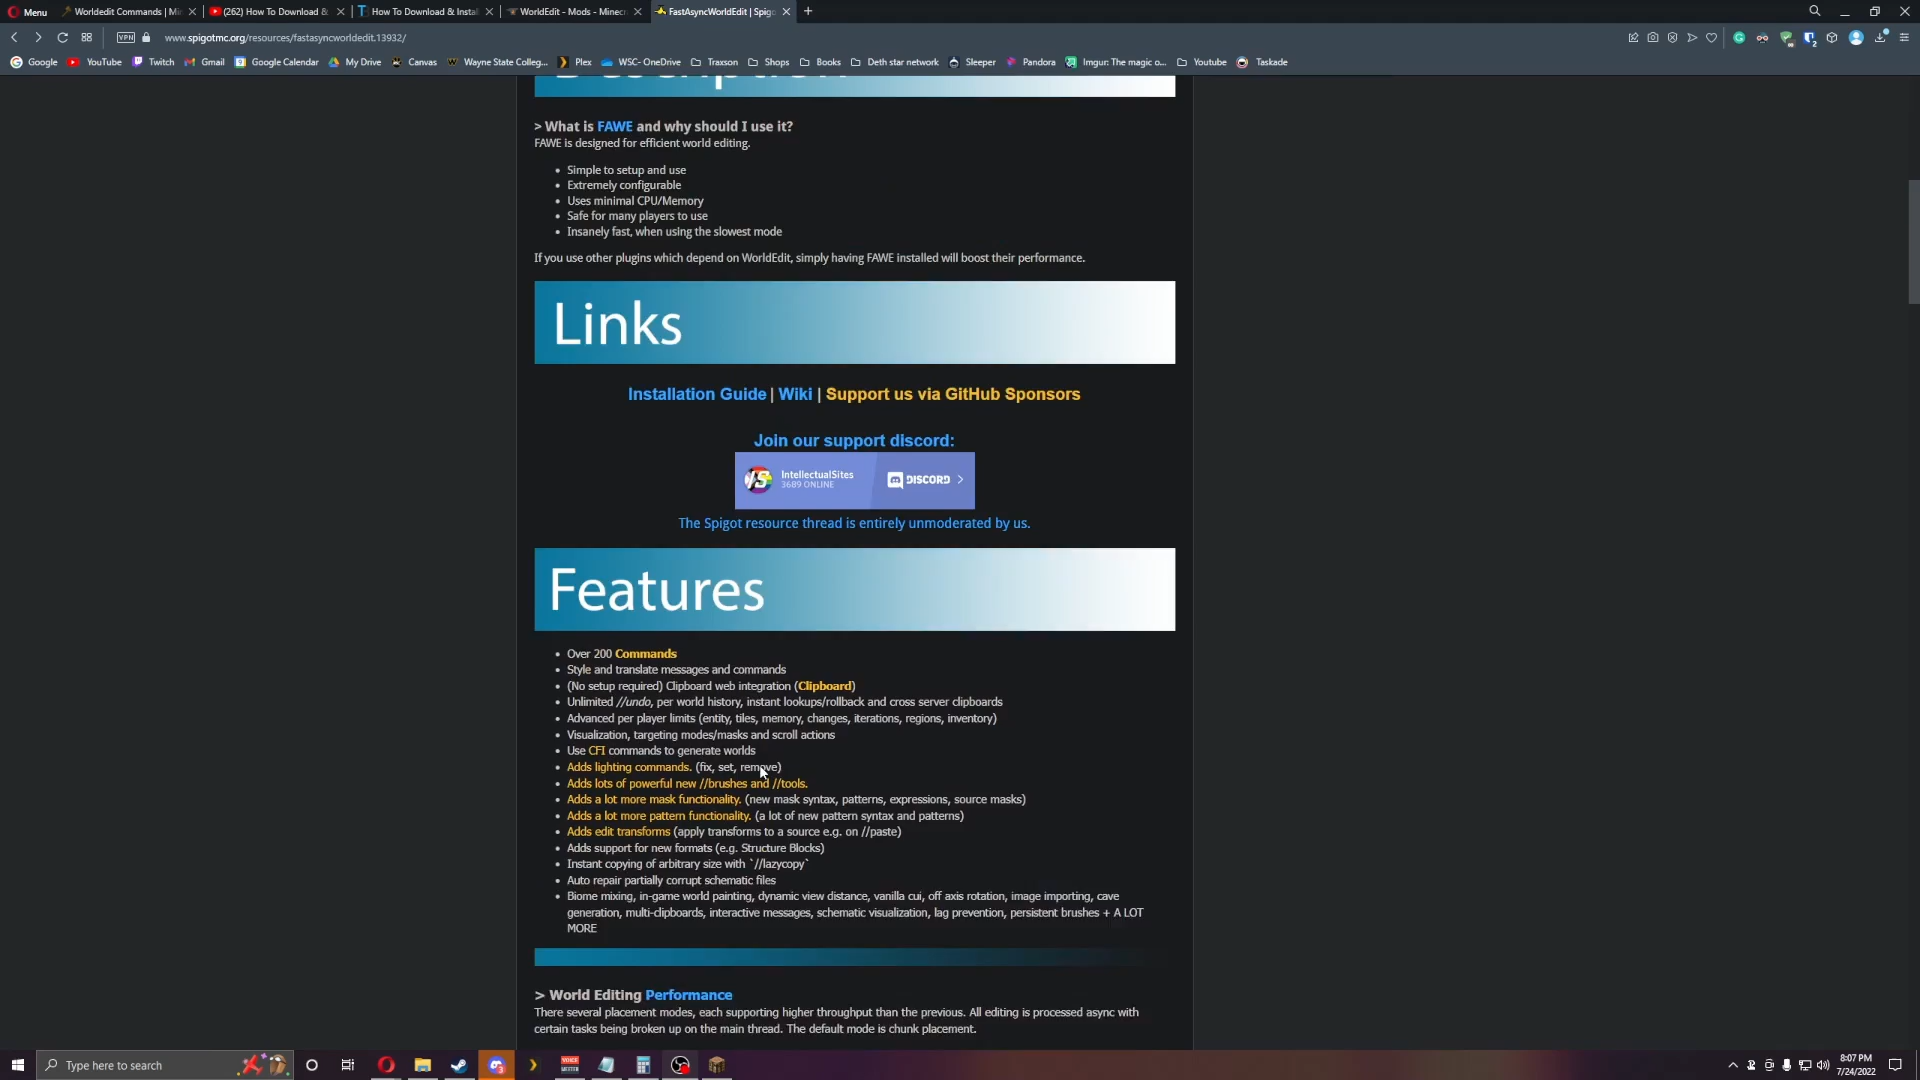 Menu
Worldedit Commands | Mi
(262) How To Download &
How To Download & Instal
WorldEdit - Mods - Minecr
FastAsyncWorldEdit | Spig
VPN
www.spigotmc.org/resources/fastasyncworldedit.13932/
Google
YouTube
Twitch
Gmail
Google Calendar
My Drive
Canvas
Wayne State Colleg...
Plex
WSC- OneDrive
Traxson
Shops
Books
Deth star network
Sleeper
Pandora
Imgur: The magic o...
Youtube
Taskade
Description
> What is FAWE and why should I use it?
FAWE is designed for efficient world editing.
Simple to setup and use
Extremely configurable
Uses minimal CPU/Memory
Safe for many players to use
Insanely fast, when using the slowest mode
If you use other plugins which depend on WorldEdit, simply having FAWE installed will boost their performance.
Links
Installation Guide | Wiki | Support us via GitHub Sponsors
Join our support discord:
IntellectualSites
3689 ONLINE
DISCORD
The Spigot resource thread is entirely unmoderated by us.
Features
Over 200 Commands
Style and translate messages and commands
(No setup required) Clipboard web integration (Clipboard)
Unlimited //undo, per world history, instant lookups/rollback and cross server clipboards
Advanced per player limits (entity, tiles, memory, changes, iterations, regions, inventory)
Visualization, targeting modes/masks and scroll actions
Use CFI commands to generate worlds
Adds lighting commands. (fix, set, remove)
Adds lots of powerful new //brushes and //tools.
Adds a lot more mask functionality. (new mask syntax, patterns, expressions, source masks)
Adds a lot more pattern functionality. (a lot of new pattern syntax and patterns)
Adds edit transforms (apply transforms to a source e.g. on //paste)
Adds support for new formats (e.g. Structure Blocks)
Instant copying of arbitrary size with `//lazycopy`
Auto repair partially corrupt schematic files
Biome mixing, in-game world painting, dynamic view distance, vanilla cui, off axis rotation, image importing, cave
generation, multi-clipboards, interactive messages, schematic visualization, lag prevention, persistent brushes + A LOT
MORE
> World Editing Performance
There several placement modes, each supporting higher throughput than the previous. All editing is processed async with
certain tasks being broken up on the main thread. The default mode is chunk placement.
Type here to search
8:07 PM
7/24/2022